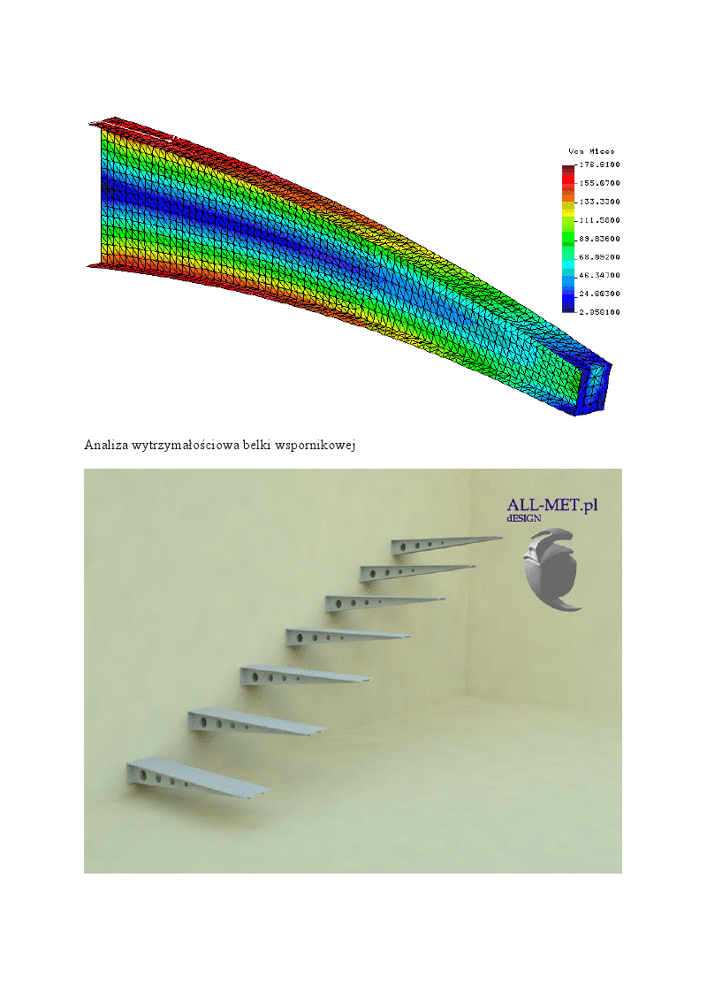 Von Mises
178.8100
155.0700
133.3300
111.5800
89.83600
68.09200
46.34700
24.60300
2.858100
Analiza wytrzymałościowa belki wspornikowej
ALL-MET.pl
dESIGN